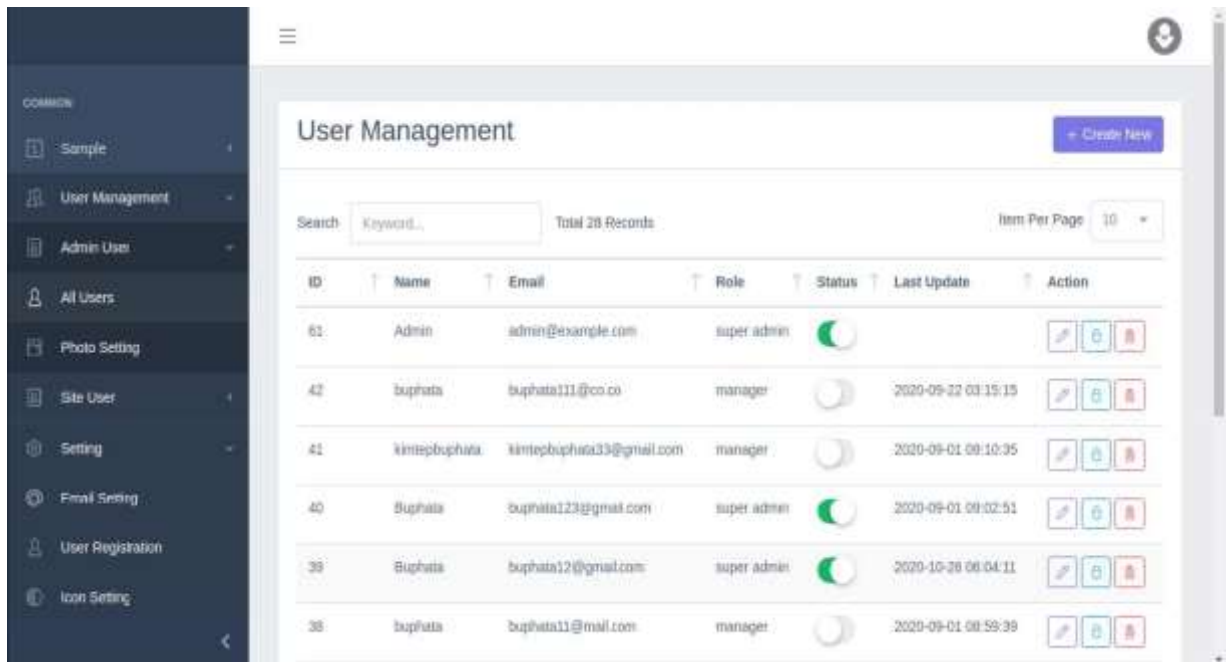 COMMON
Sample
User Management
Admin User
All Users
Photo Setting
Site User
Setting
Email Setting
User Registration
Icon Setting
User Management
+ Create New
Search Keyword... Total 28 Records Item Per Page 10
ID Name Email Role Status Last Update Action
61 Admin admin@example.com super admin
42 buphata buphata111@co.co manager 2020-09-22 03:15:15
41 kimtepbuphata kimtepbuphata33@gmail.com manager 2020-09-01 09:10:35
40 Buphata buphata123@gmail.com super admin 2020-09-01 09:02:51
39 Buphata buphata12@gmail.com super admin 2020-10-28 06:04:11
38 buphata buphata11@mail.com manager 2020-09-01 08:59:39